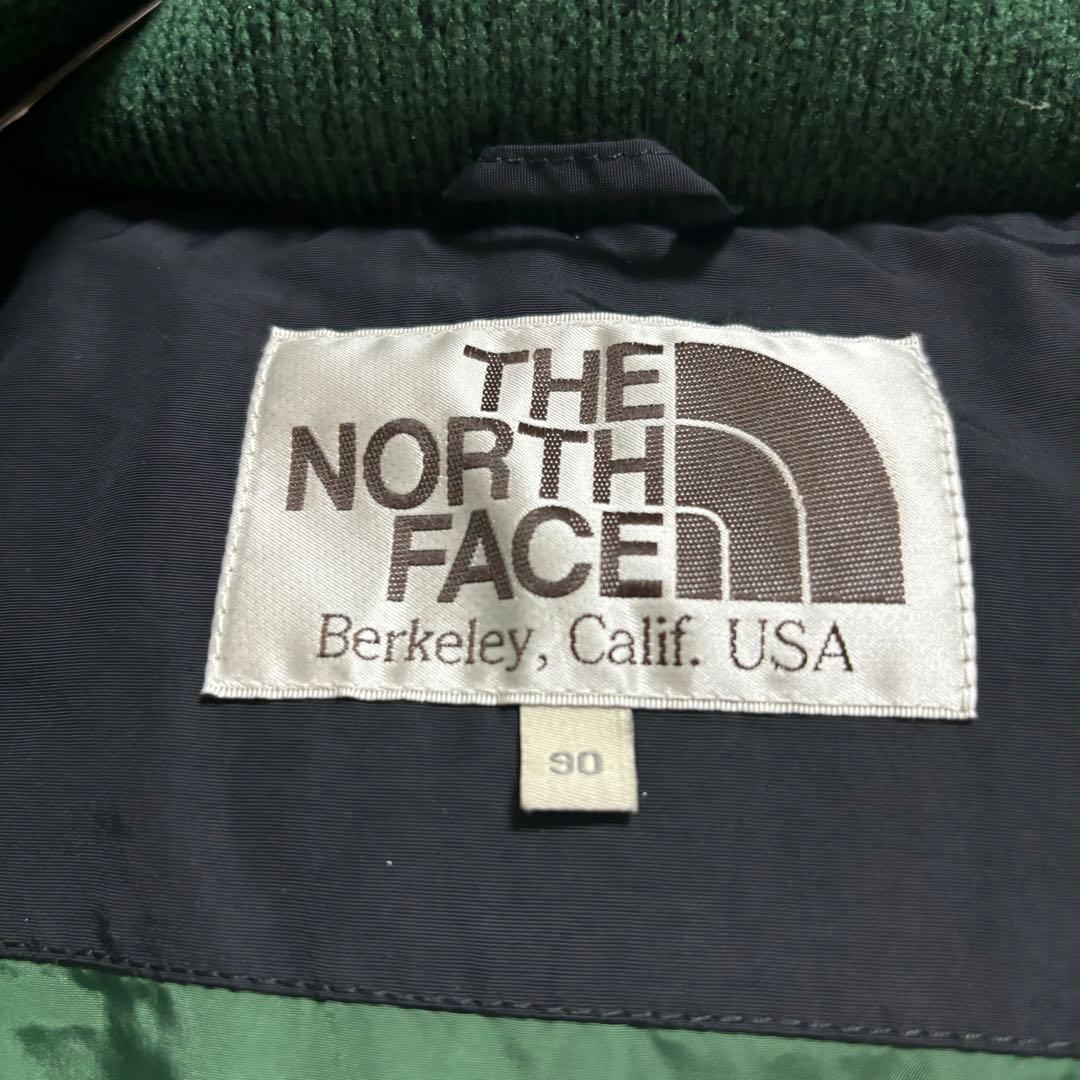 THE
NORTH
FACE
Berkeley, Calif. USA
90